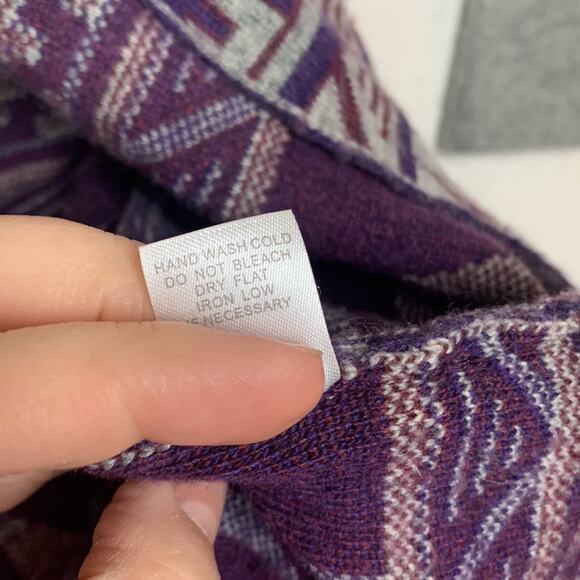 HAND WASH COLD
DO NOT BLEACH
DRY FLAT
IRON LOW
NECESSARY